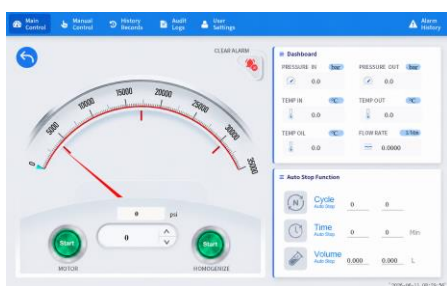 Main Control
Manual Control
History Records
Audit Logs
User Settings
Alarm History
CLEAR ALARM
0
5000
10000
15000
20000
25000
30000
35000
0
psi
0
Start
Start
MOTOR
HOMOGENIZE
Dashboard
PRESSURE IN bar
PRESSURE OUT bar
0.0
0.0
TEMP IN °C
TEMP OUT °C
0.0
0.0
TEMP OIL °C
FLOW RATE
0.0
0.0000
Auto Stop Function
N
Cycle
Auto Stop
0 0
Time
Auto Stop
0 0 Min
Volume
Auto Stop
0.000 0.000 L